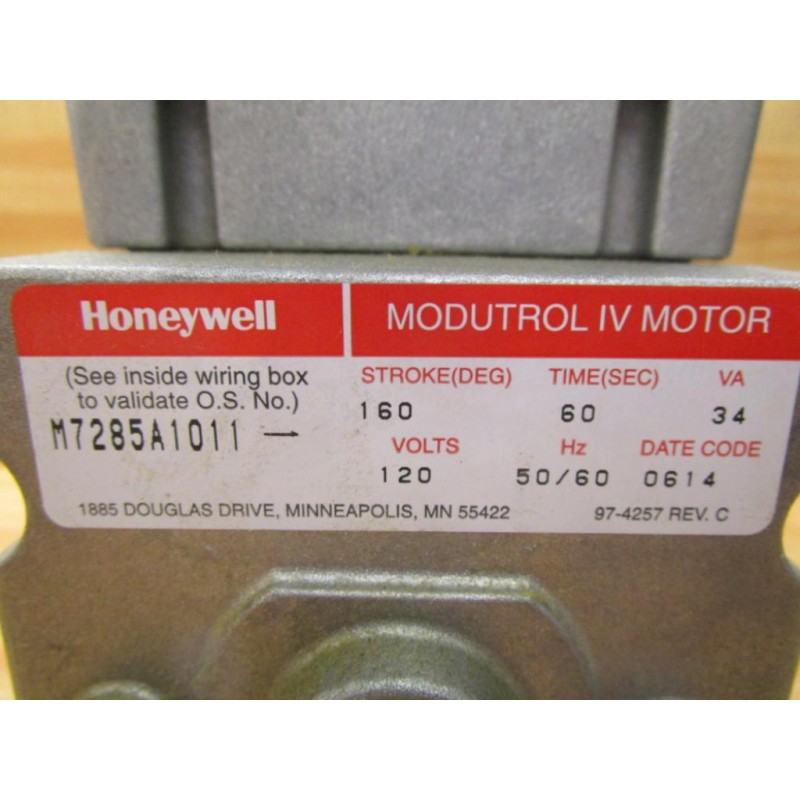 Honeywell MODUTROL IV MOTOR
(See inside wiring box STROKE(DEG) TIME(SEC) VA
to validate O.S. No.) 160 60 34
M7285A1011 → VOLTS Hz DATE CODE
120 50/60 0614
1885 DOUGLAS DRIVE, MINNEAPOLIS, MN 55422 97-4257 REV. C